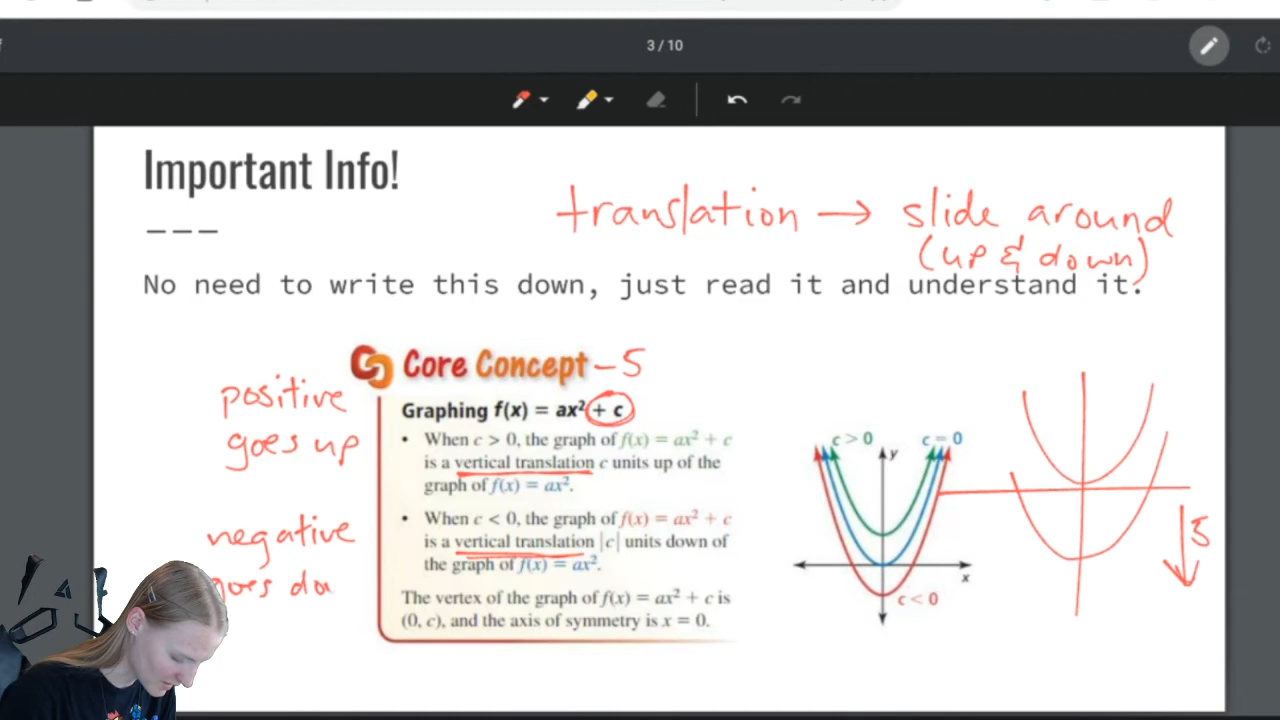 3 / 10
Important Info!
---
translation → slide around
(up & down)
No need to write this down, just read it and understand it.
Core Concept - 5
positive
goes up
negative
goes do
Graphing f(x) = ax² + c
• When c > 0, the graph of f(x) = ax² + c
is a vertical translation c units up of the
graph of f(x) = ax².
• When c < 0, the graph of f(x) = ax² + c
is a vertical translation |c| units down of
the graph of f(x) = ax².
The vertex of the graph of f(x) = ax² + c is
(0, c), and the axis of symmetry is x = 0.
c > 0
c = 0
y
x
c < 0
5